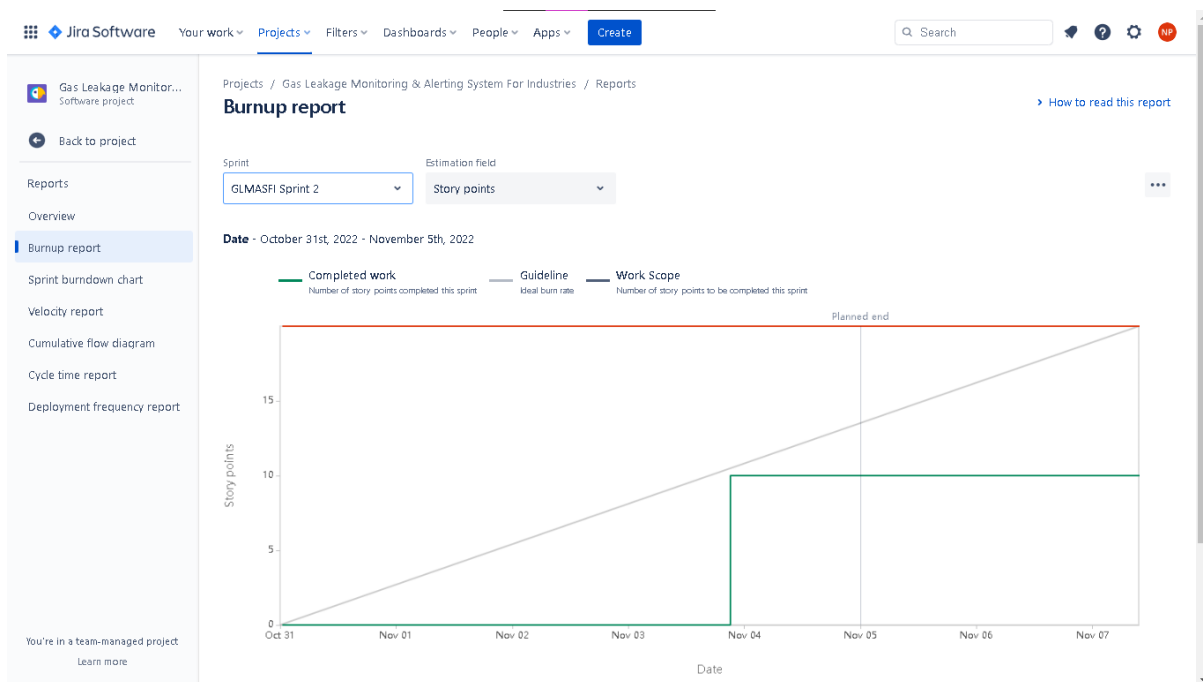 Jira Software Your work Projects Filters Dashboards People Apps Create Search NP
Gas Leakage Monitor...
Software project
Back to project
Reports
Overview
Burnup report
Sprint burndown chart
Velocity report
Cumulative flow diagram
Cycle time report
Deployment frequency report
You're in a team-managed project
Learn more
Projects / Gas Leakage Monitoring & Alerting System For Industries / Reports
Burnup report
How to read this report
Sprint Estimation field
GLMASFI Sprint 2 Story points
Date - October 31st, 2022 - November 5th, 2022
Completed work Guideline Work Scope
Number of story points completed this sprint Ideal burn rate Number of story points to be completed this sprint
Planned end
15
10
5
0
Story points
Oct 31 Nov 01 Nov 02 Nov 03 Nov 04 Nov 05 Nov 06 Nov 07
Date